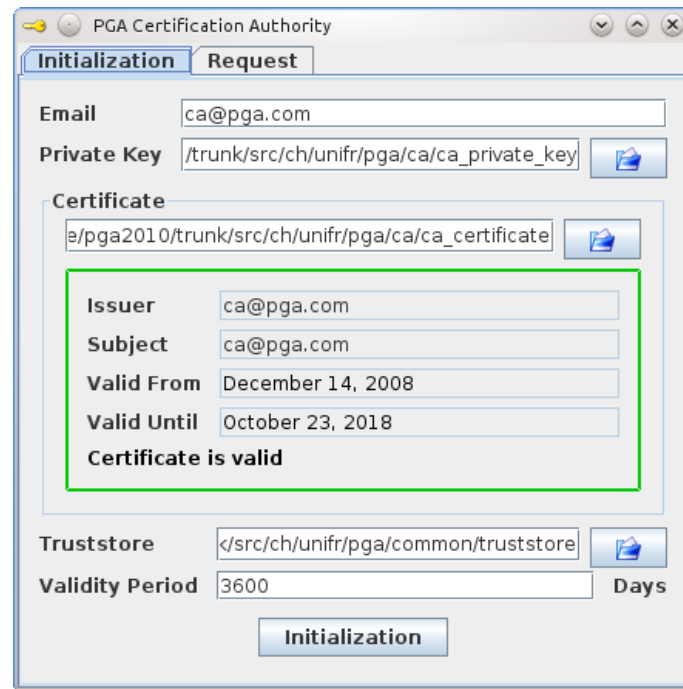 PGA Certification Authority
Initialization Request
Email ca@pga.com
Private Key /trunk/src/ch/unifr/pga/ca/ca_private_key
Certificate
e/pga2010/trunk/src/ch/unifr/pga/ca/ca_certificate
Issuer ca@pga.com
Subject ca@pga.com
Valid From December 14, 2008
Valid Until October 23, 2018
Certificate is valid
Truststore </src/ch/unifr/pga/common/truststore
Validity Period 3600 Days
Initialization